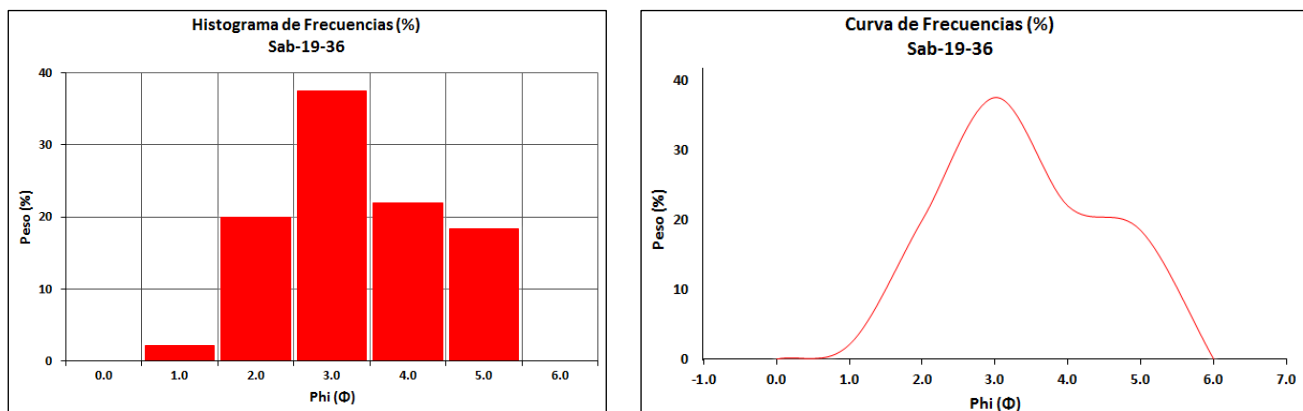 Histograma de Frecuencias (%)
Sab-19-36
40
30
20
10
0
Peso (%)
0.0 1.0 2.0 3.0 4.0 5.0 6.0
Phi (Φ)
Curva de Frecuencias (%)
Sab-19-36
40
30
20
10
0
Peso (%)
-1.0 0.0 1.0 2.0 3.0 4.0 5.0 6.0 7.0
Phi (Φ)